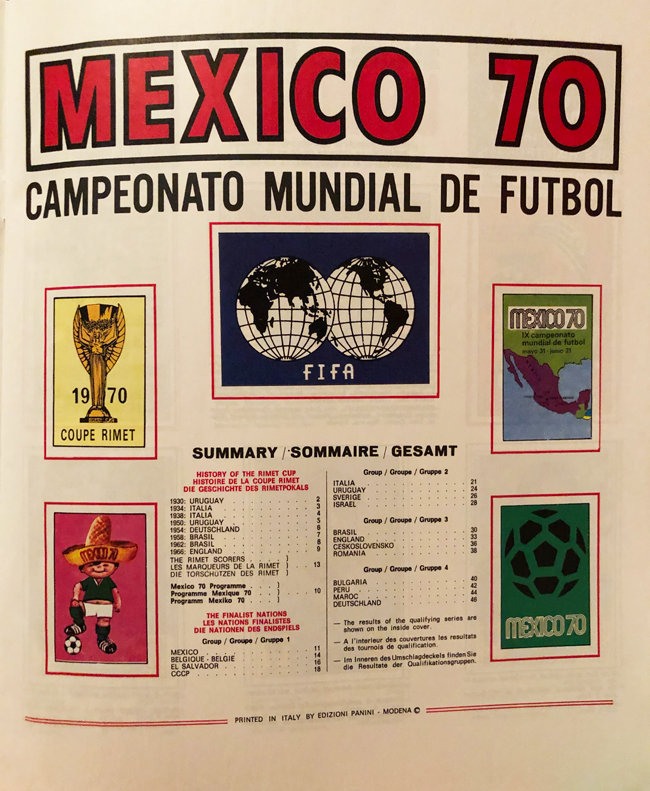 MEXICO 70
CAMPEONATO MUNDIAL DE FUTBOL
FIFA
1970
COUPE RIMET
MEXICO 70
IX campeonato
mundial de futbol
mayo 31 - junio 21
MEXICO 70
MEXICO 70
SUMMARY / SOMMAIRE / GESAMT
HISTORY OF THE RIMET CUP
HISTOIRE DE LA COUPE RIMET
DIE GESCHICHTE DES RIMETPOKALS
1930: URUGUAY . . . . . . . . 2
1934: ITALIA . . . . . . . . 3
1938: ITALIA . . . . . . . . 4
1950: URUGUAY . . . . . . . . 5
1954: DEUTSCHLAND . . . . . . . . 6
1958: BRASIL . . . . . . . . 7
1962: BRASIL . . . . . . . . 8
1966: ENGLAND . . . . . . . . 9
THE RIMET SCORERS . . . )
LES MARQUEURS DE LA RIMET ) . 13
DIE TORSCHÜTZEN DES RIMET )
Mexico 70 Programme . . . )
Programme Mexique 70 . . . ) . 10
Programm Mexiko 70 . . . )
THE FINALIST NATIONS
LES NATIONS FINALISTES
DIE NATIONEN DES ENDSPIELS
Group / Groupe / Gruppe 1
MEXICO . . . . . . . . 11
BELGIQUE - BELGIE . . . . . . . . 14
EL SALVADOR . . . . . . . . 16
CCCP . . . . . . . . 18
Group / Groupe / Gruppe 2
ITALIA . . . . . . . . 21
URUGUAY . . . . . . . . 24
SVERIGE . . . . . . . . 26
ISRAEL . . . . . . . . 28
Group / Groupe / Gruppe 3
BRASIL . . . . . . . . 30
ENGLAND . . . . . . . . 33
CESKOSLOVENSKO . . . . . . . . 36
ROMANIA . . . . . . . . 38
Group / Groupe / Gruppe 4
BULGARIA . . . . . . . . 40
PERU . . . . . . . . 42
MAROC . . . . . . . . 44
DEUTSCHLAND . . . . . . . . 46
— The results of the qualifying series are
shown on the inside cover.
— A l'interieur des couvertures les resultats
des tournois de qualification.
— Im Inneren des Umschlagdeckels finden Sie
die Resultate der Qualifikationsgruppen.
PRINTED IN ITALY BY EDIZIONI PANINI - MODENA ©